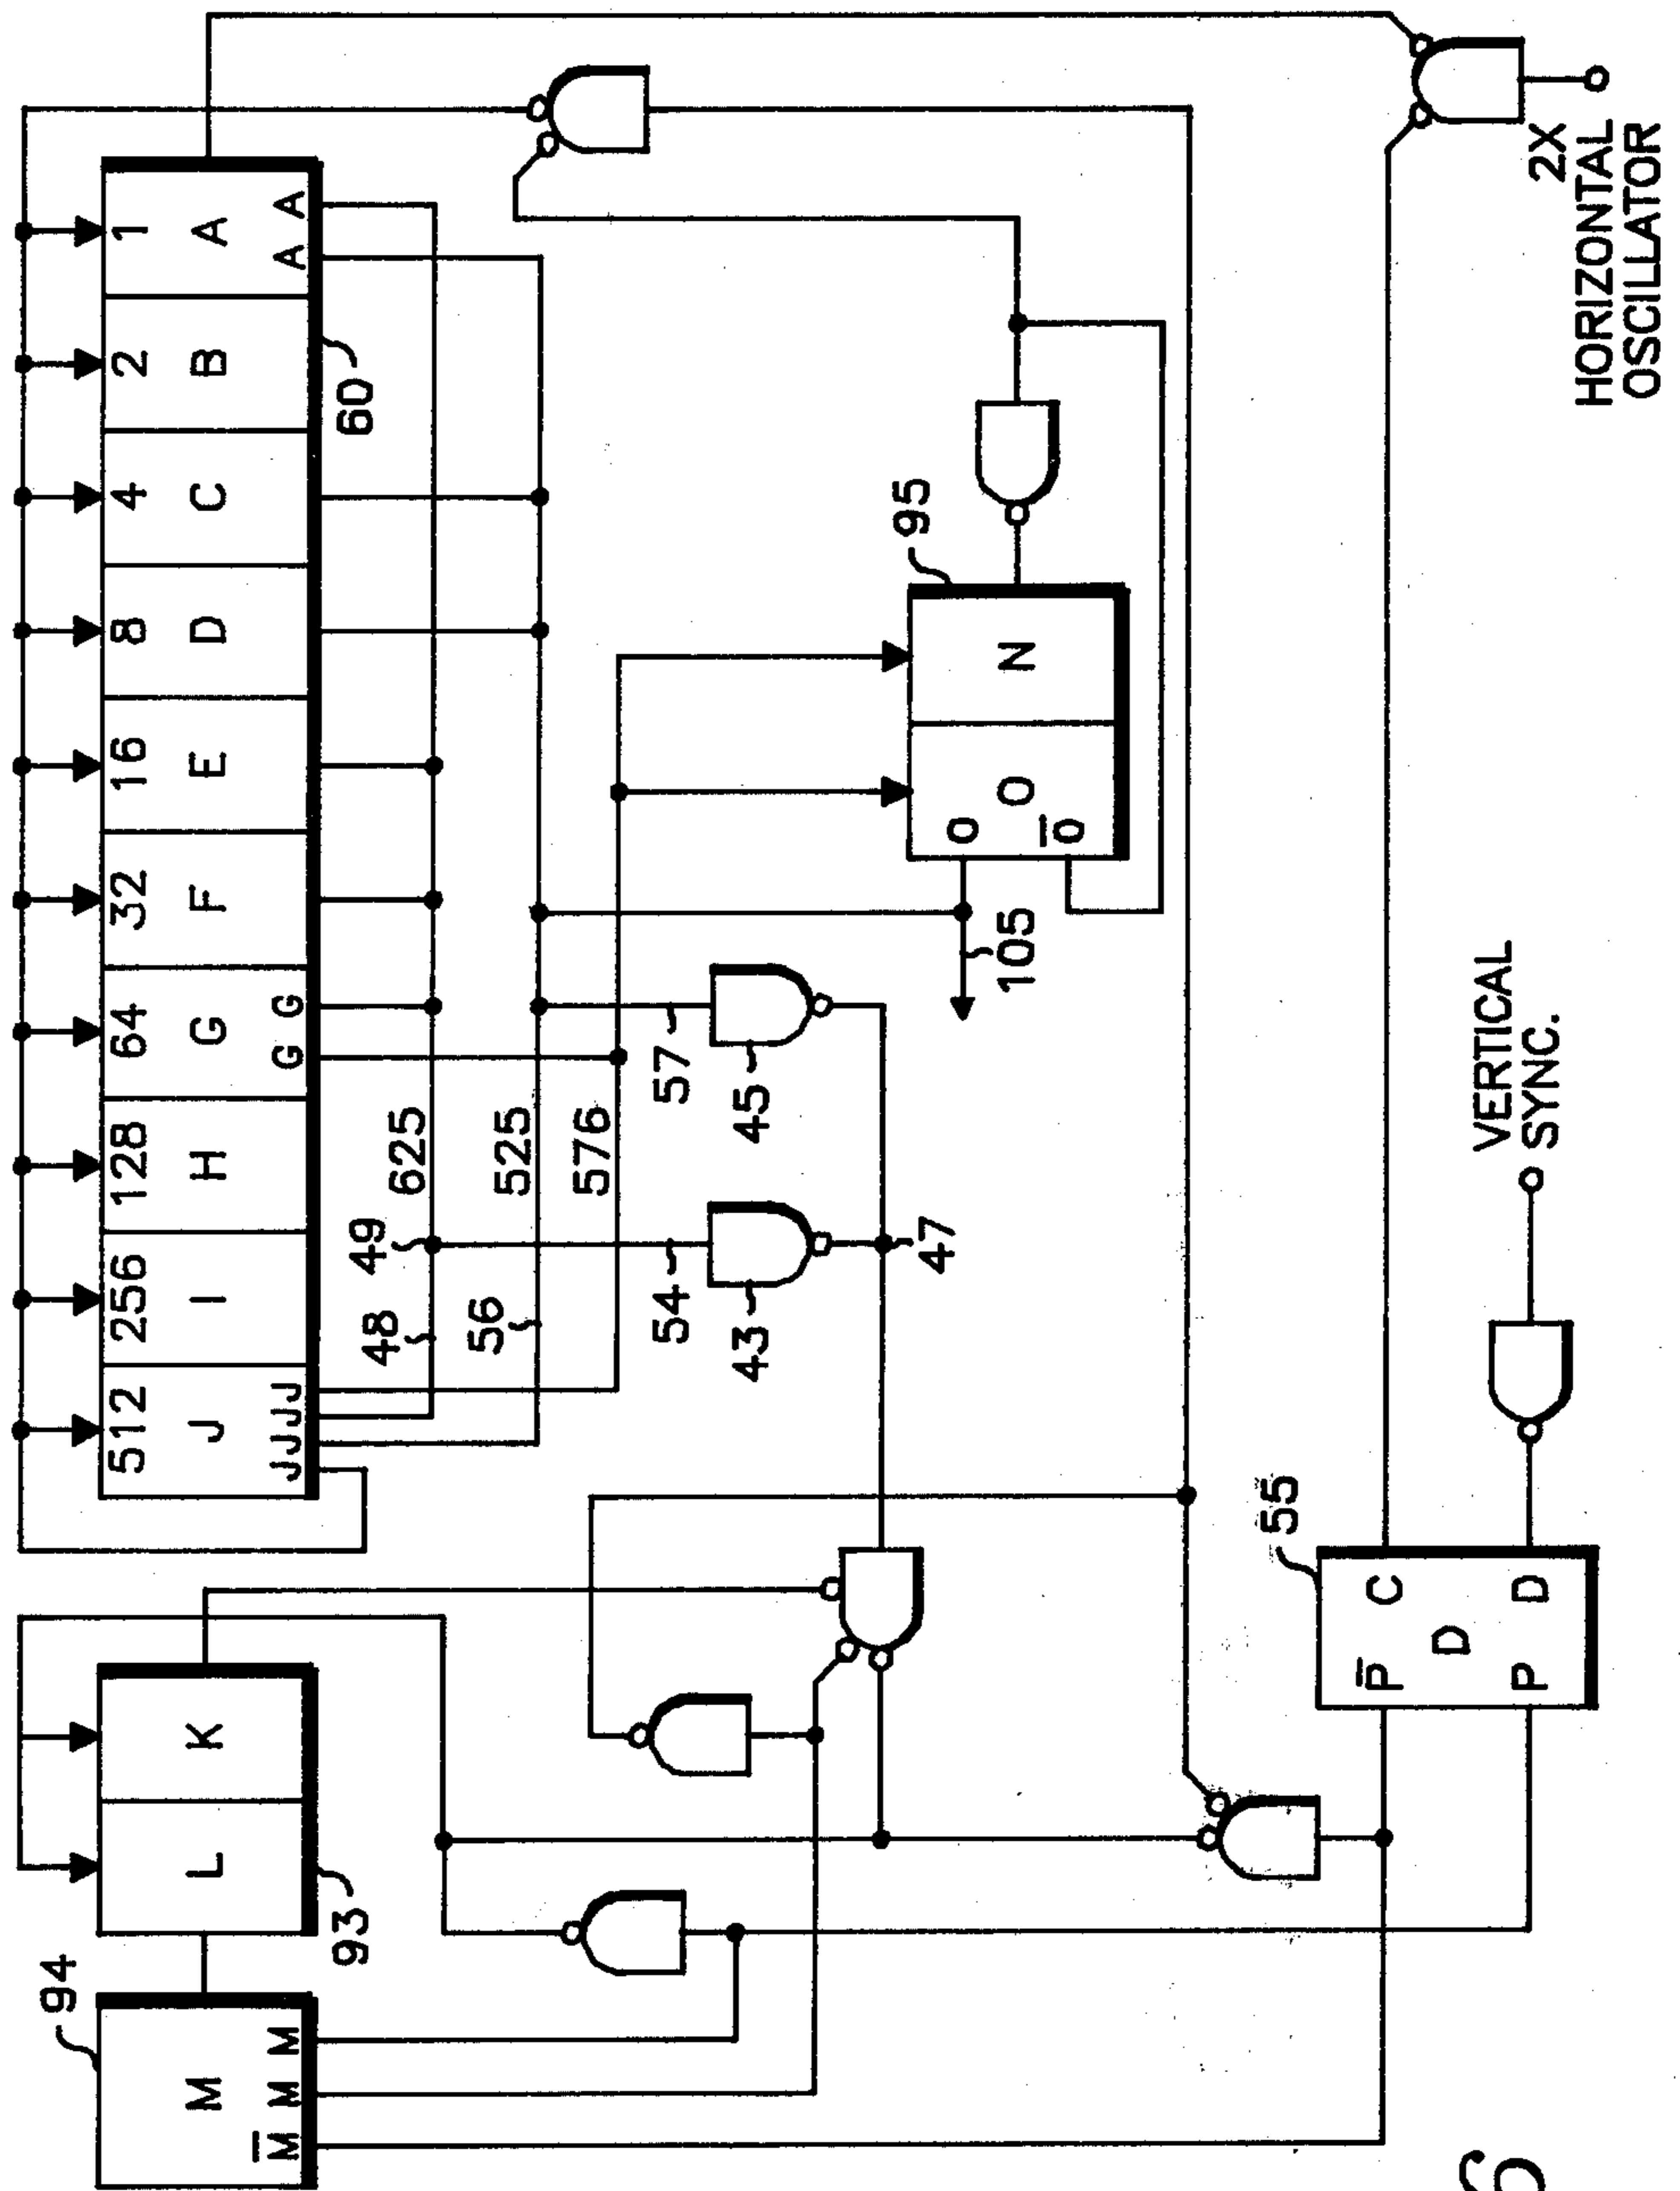 94
M
M̅ M M
L K
93
512 256 128 64 32 16 8 4 2 1
J I H G F E D C B A
J J J J G G A A
60
48
49
625
56
525
576
54
57
43
45
47
95
O N
O
O̅
105
55
P̅ C
D
P D
VERTICAL
SYNC.
2X
HORIZONTAL
OSCILLATOR
6